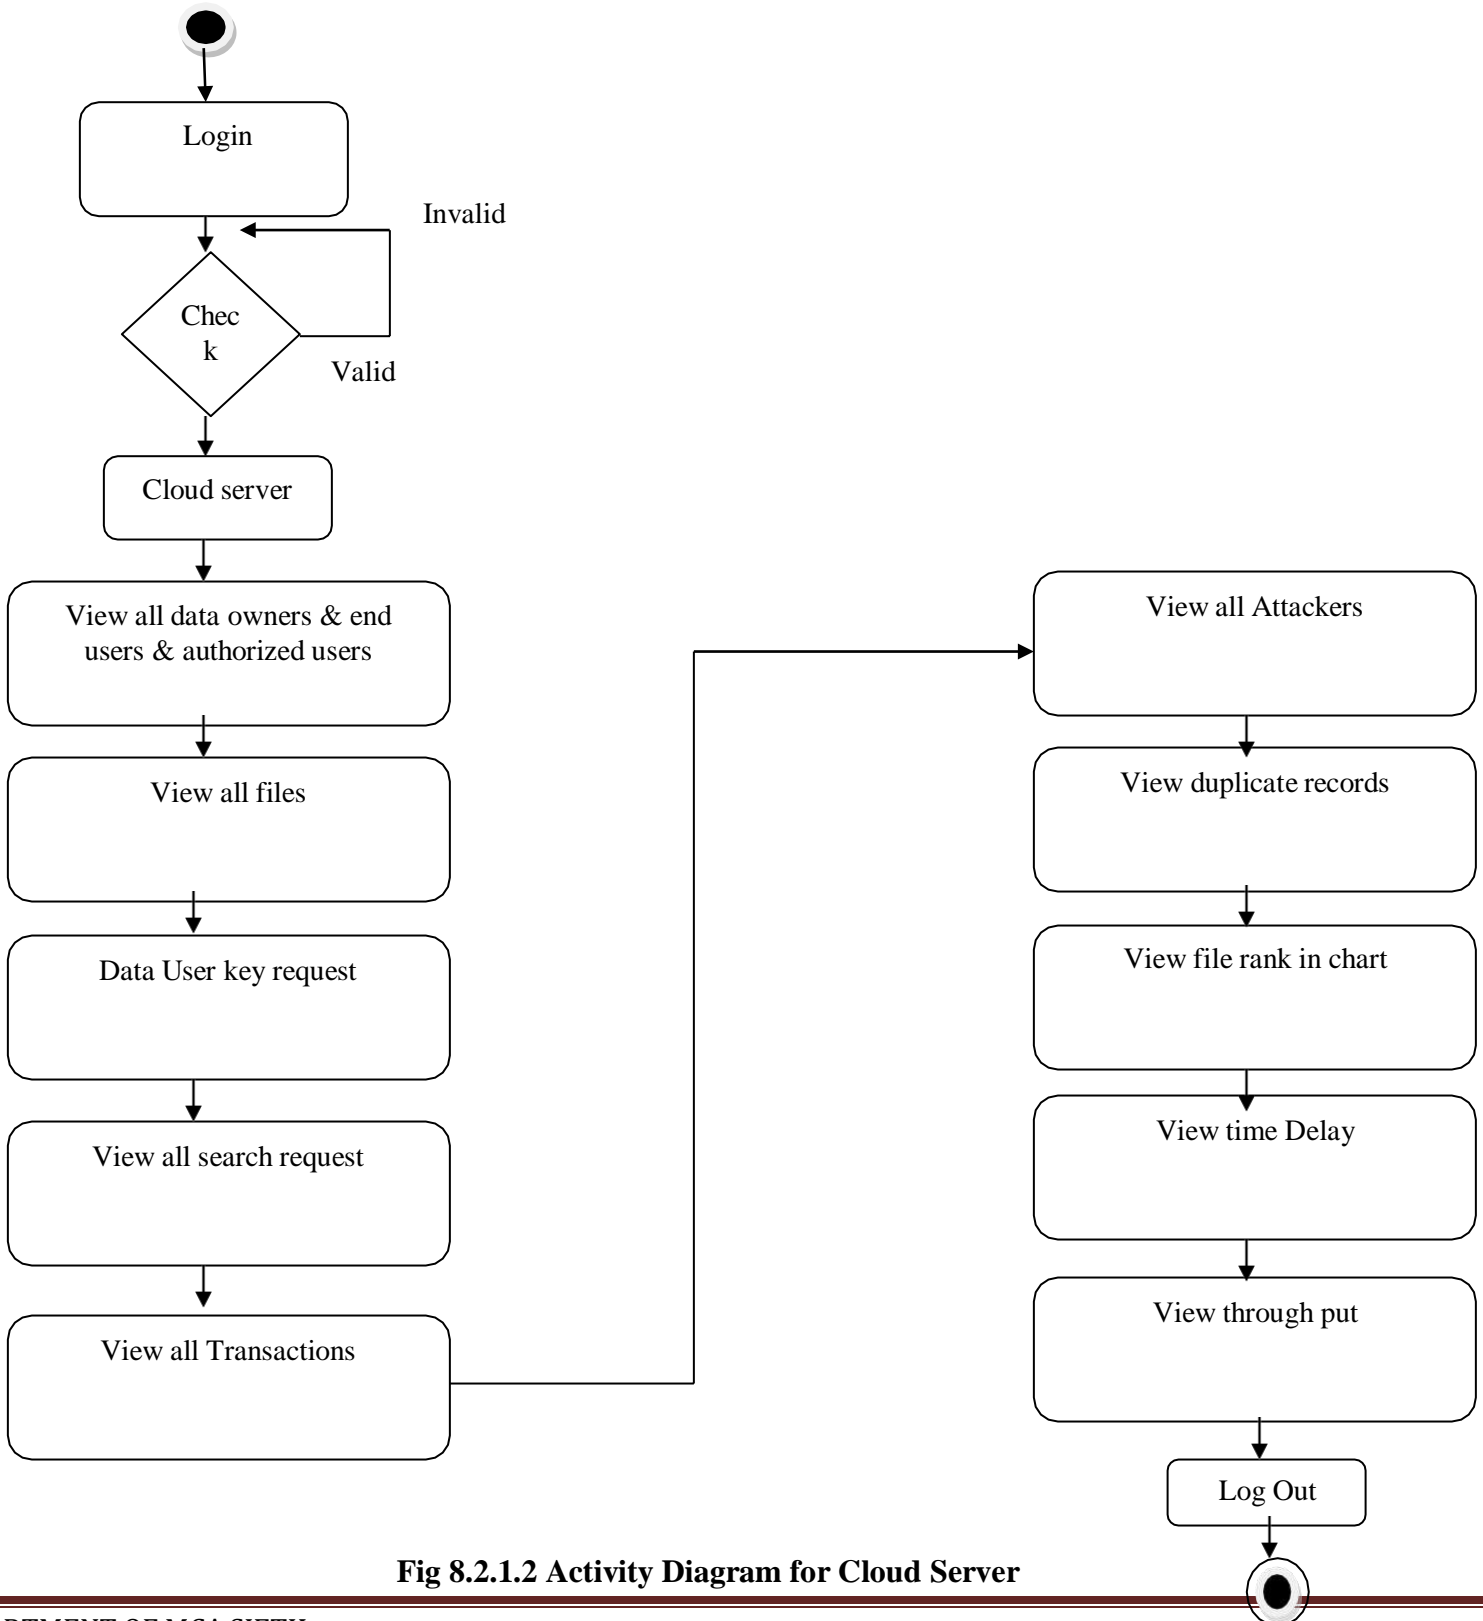 Login
Invalid
Chec
k
Valid
Cloud server
View all data owners & end
users & authorized users
View all files
Data User key request
View all search request
View all Transactions
View all Attackers
View duplicate records
View file rank in chart
View time Delay
View through put
Log Out
Fig 8.2.1.2 Activity Diagram for Cloud Server